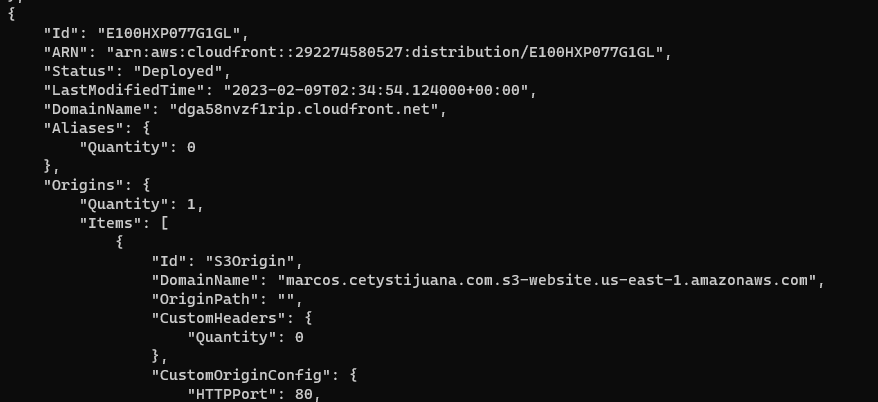 {
    "Id": "E100HXP077G1GL",
    "ARN": "arn:aws:cloudfront::292274580527:distribution/E100HXP077G1GL",
    "Status": "Deployed",
    "LastModifiedTime": "2023-02-09T02:34:54.124000+00:00",
    "DomainName": "dga58nvzf1rip.cloudfront.net",
    "Aliases": {
        "Quantity": 0
    },
    "Origins": {
        "Quantity": 1,
        "Items": [
            {
                "Id": "S3Origin",
                "DomainName": "marcos.cetystijuana.com.s3-website.us-east-1.amazonaws.com",
                "OriginPath": "",
                "CustomHeaders": {
                    "Quantity": 0
                },
                "CustomOriginConfig": {
                    "HTTPPort": 80,